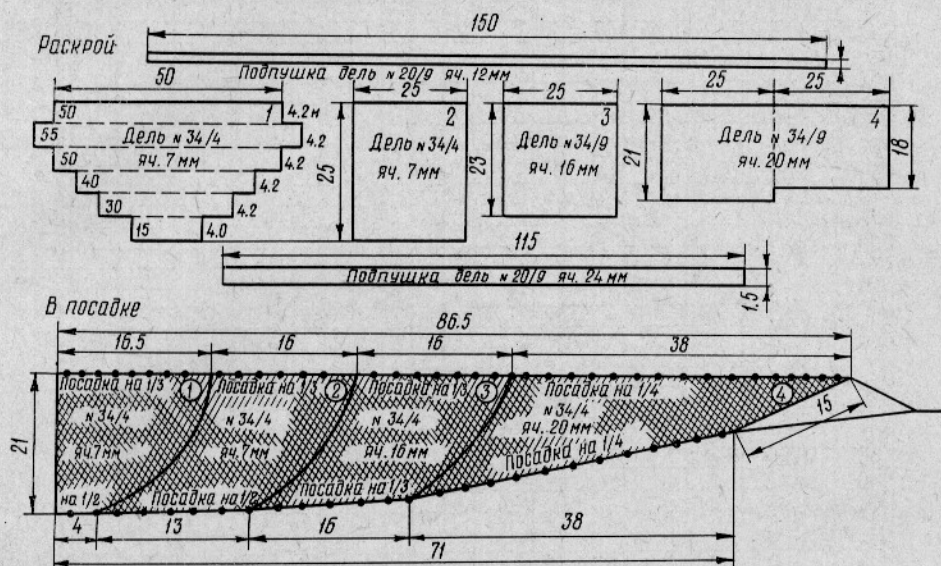 150
Раскрой
Подпушка дель № 20/9 яч. 12мм
50
25
25
25
25
50
1
4.2м
2
3
4
55
Дель № 34/4
4.2
Дель № 34/4
Дель № 34/9
Дель № 34/9
50
яч. 7мм
4.2
25
яч. 7мм
23
яч. 16мм
21
яч. 20мм
18
40
4.2
30
4.2
15
4.0
115
Подпушка дель № 20/9 яч. 24мм
1.5
В посадке
86.5
16.5
16
16
38
Посадка на 1/3
1
Посадка на 1/3
2
Посадка на 1/3
3
Посадка на 1/4
4
№ 34/4
№ 34/4
№ 34/4
№ 34/4
яч. 20мм
15
21
яч.7мм
яч.7мм
яч.16мм
Посадка на 1/4
на 1/2
Посадка на 1/2
Посадка на 1/3
4
13
16
38
71